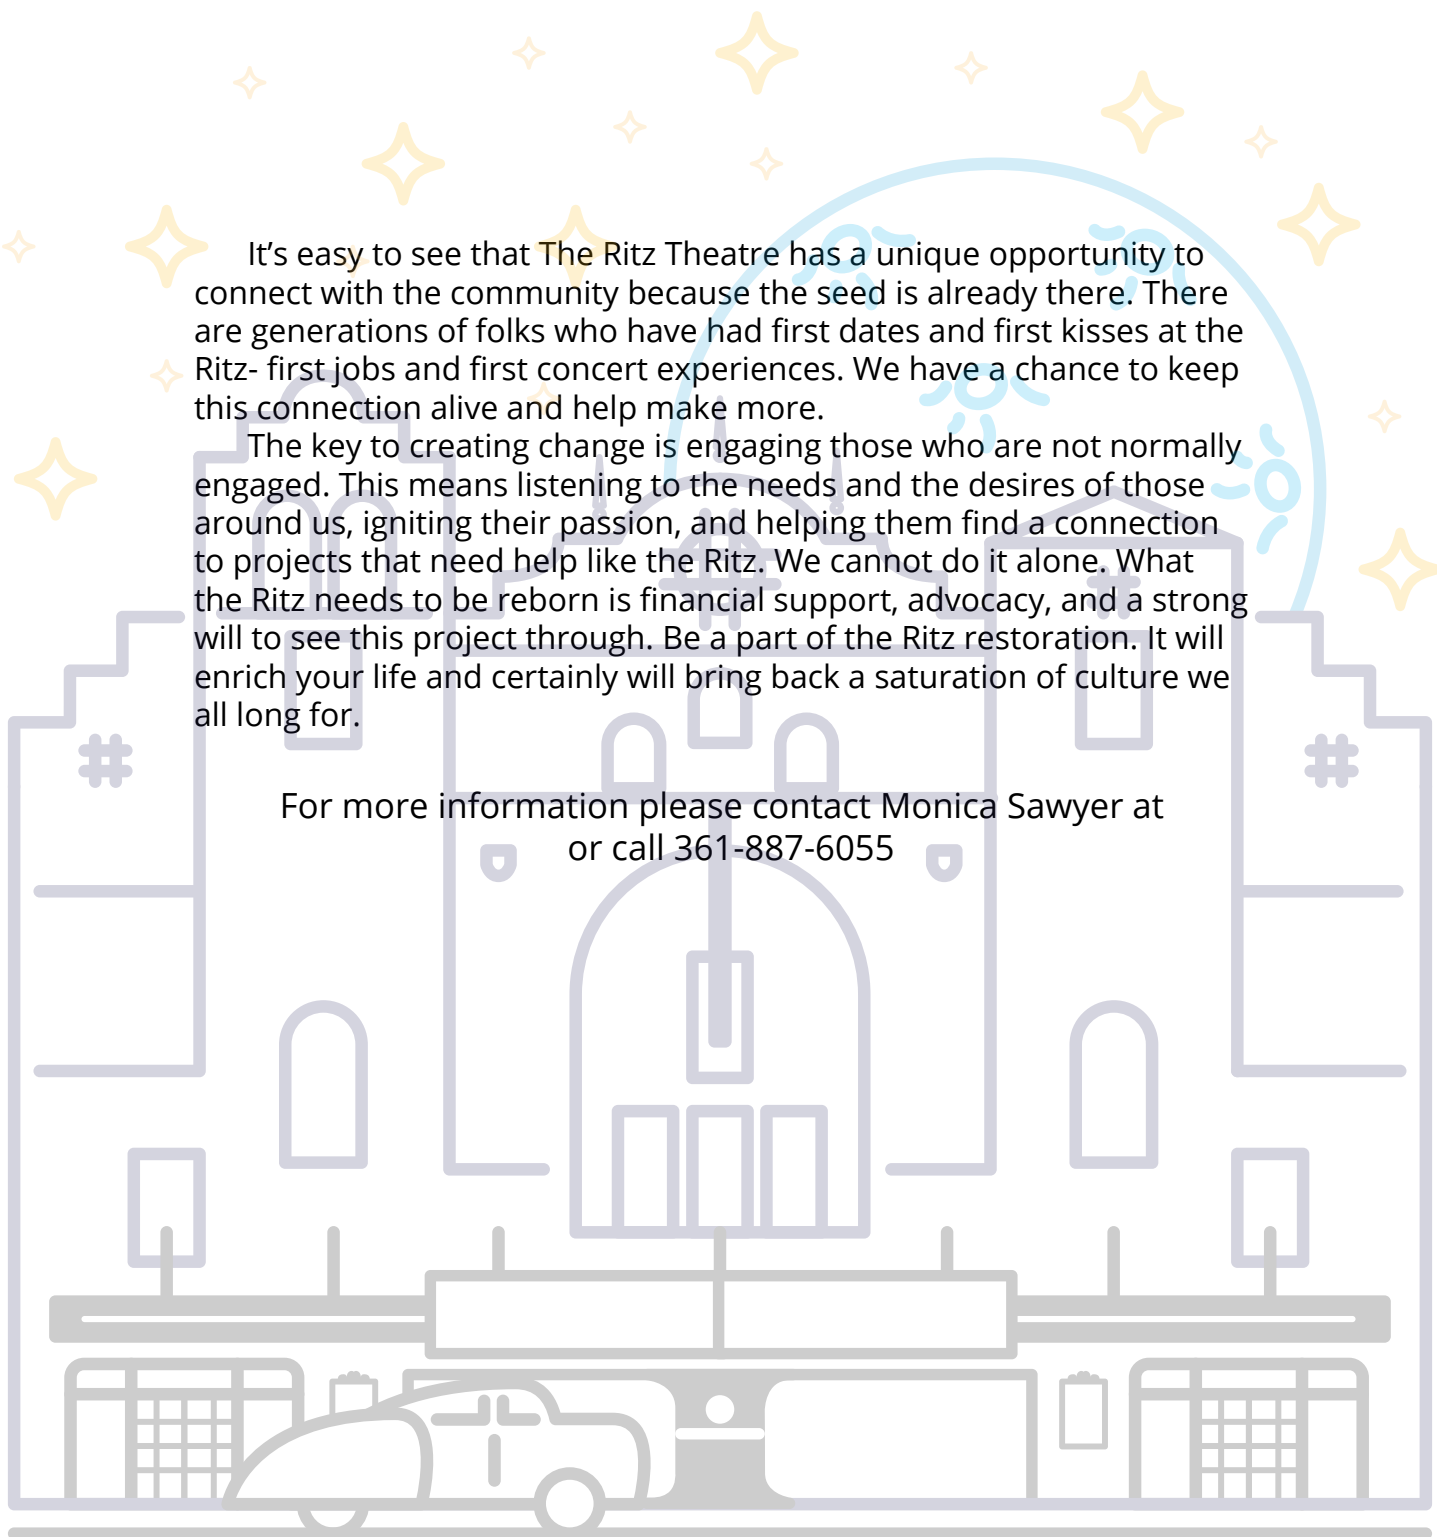 It’s easy to see that The Ritz Theatre has a unique opportunity to
connect with the community because the seed is already there. There
are generations of folks who have had first dates and first kisses at the
Ritz- first jobs and first concert experiences. We have a chance to keep
this connection alive and help make more.
The key to creating change is engaging those who are not normally
engaged. This means listening to the needs and the desires of those
around us, igniting their passion, and helping them find a connection
to projects that need help like the Ritz. We cannot do it alone. What
the Ritz needs to be reborn is financial support, advocacy, and a strong
will to see this project through. Be a part of the Ritz restoration. It will
enrich your life and certainly will bring back a saturation of culture we
all long for.
For more information please contact Monica Sawyer at
or call 361-887-6055